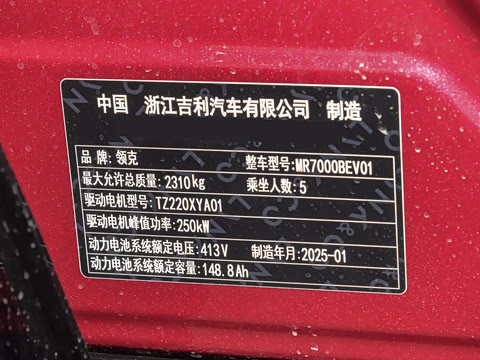 中国 浙江吉利汽车有限公司 制造
品 牌:领克 整车型号:MR7000BEV01
最大允许总质量:2310kg 乘坐人数:5
驱动电机型号:TZ220XYA01
驱动电机峰值功率:250kW
动力电池系统额定电压:413V 制造年月:2025-01
动力电池系统额定容量:148.8Ah